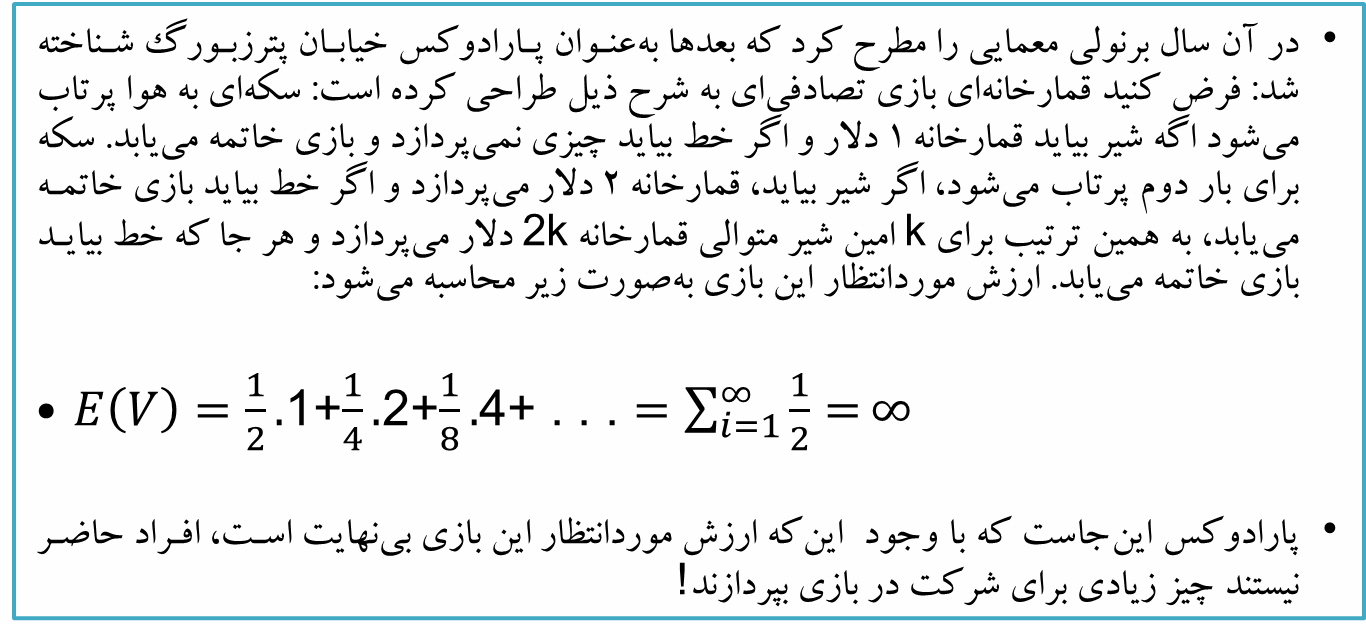 • در آن سال برنولی معمایی را مطرح کرد که بعدها به‌عنوان پارادوکس خیابان پترزبورگ شناخته
شد: فرض کنید قمارخانه‌ای بازی تصادفی‌ای به شرح ذیل طراحی کرده است: سکه‌ای به هوا پرتاب
می‌شود اگه شیر بیاید قمارخانه ۱ دلار و اگر خط بیاید چیزی نمی‌پردازد و بازی خاتمه می‌یابد. سکه
برای بار دوم پرتاب می‌شود، اگر شیر بیاید، قمارخانه ۲ دلار می‌پردازد و اگر خط بیاید بازی خاتمه
می‌یابد، به همین ترتیب برای k امین شیر متوالی قمارخانه 2k دلار می‌پردازد و هر جا که خط بیاید
بازی خاتمه می‌یابد. ارزش موردانتظار این بازی به‌صورت زیر محاسبه می‌شود:
• E(V) = 1/2 .1+ 1/4 .2+ 1/8 .4+ . . . = ∑_{i=1}^{∞} 1/2 = ∞
• پارادوکس این‌جاست که با وجود این‌که ارزش موردانتظار این بازی بی‌نهایت است، افراد حاضر
نیستند چیز زیادی برای شرکت در بازی بپردازند!